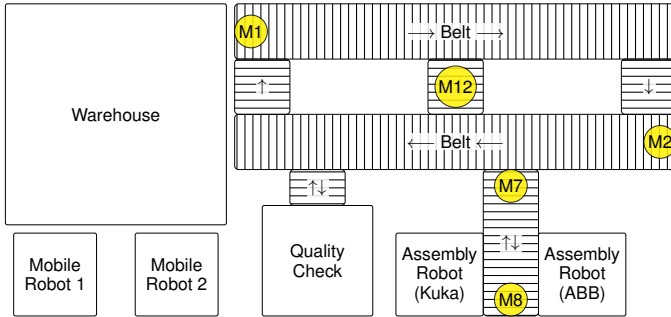 M1
⟶ Belt ⟶
Warehouse
↑
M12
↓
⟵ Belt ⟵
M2
M7
↑↓
Mobile
Robot 1
Mobile
Robot 2
Quality
Check
Assembly
Robot
(Kuka)
↑↓
Assembly
Robot
(ABB)
M8